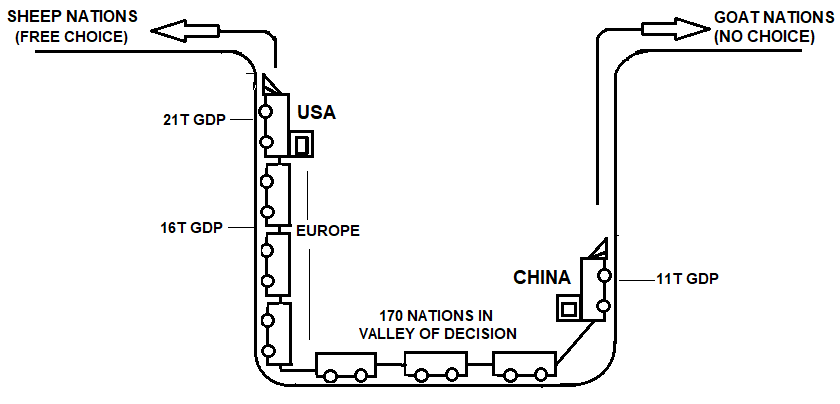 SHEEP NATIONS
(FREE CHOICE)
GOAT NATIONS
(NO CHOICE)
USA
21T GDP
16T GDP
EUROPE
CHINA
11T GDP
170 NATIONS IN
VALLEY OF DECISION